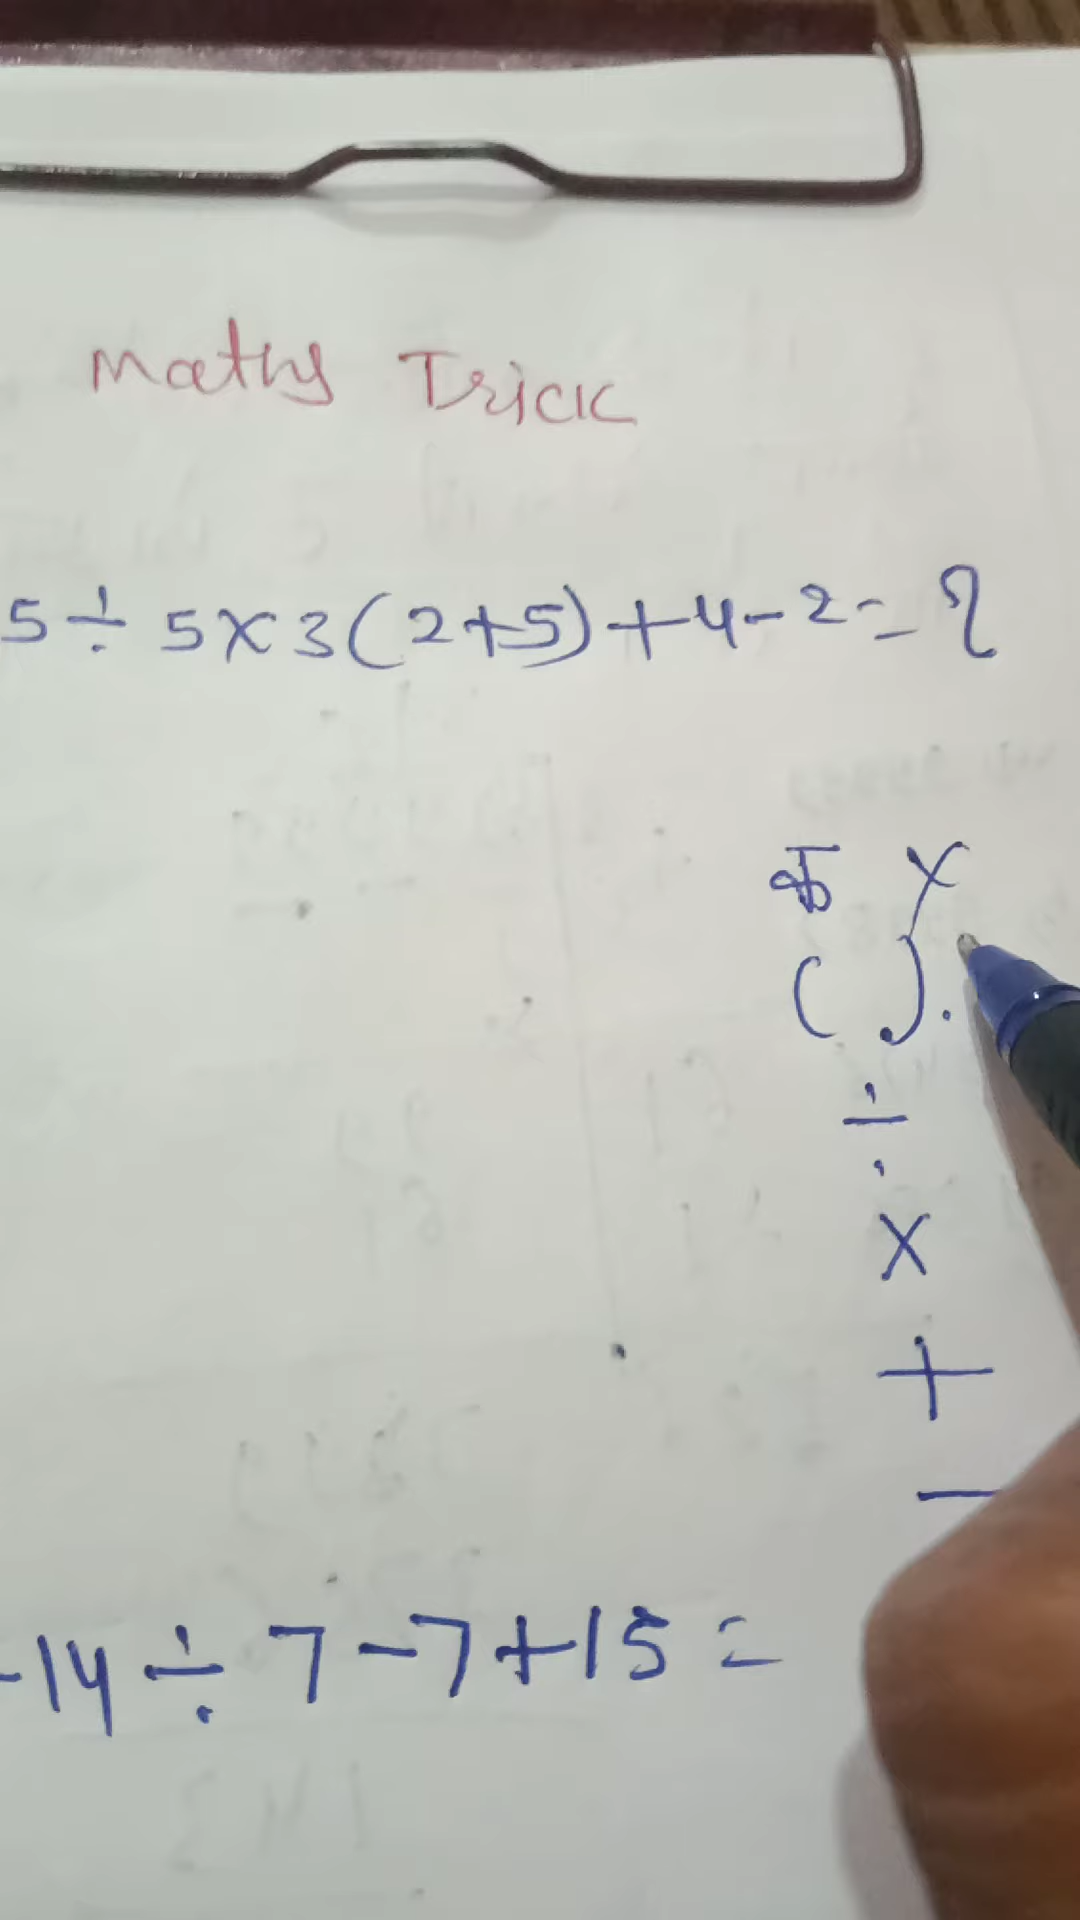 Maths Trick
5 ÷ 5 × 3 ( 2 + 5 ) + 4 - 2 = ?
क ×
( ) .
÷
×
+
-
- 14 ÷ 7 - 7 + 15 =